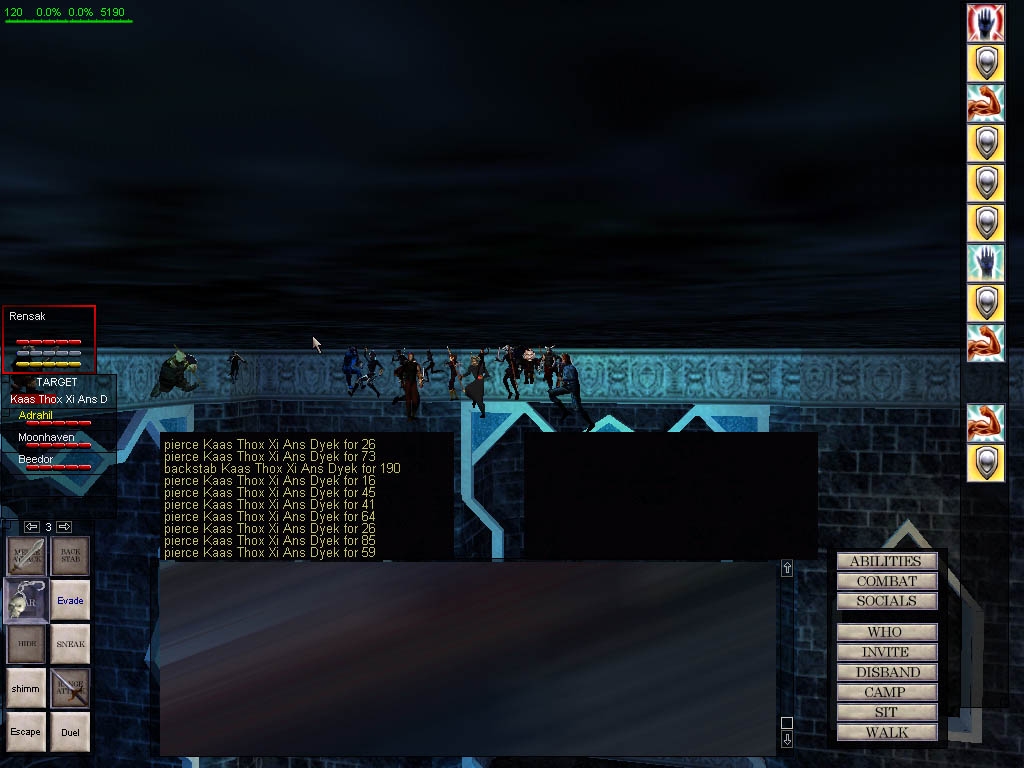 120 0.0% 0.0% 5190
Rensak
TARGET
Kaas Thox Xi Ans D
Adrahil
Moonhaven
Beedor
pierce Kaas Thox Xi Ans Dyek for 26
pierce Kaas Thox Xi Ans Dyek for 73
backstab Kaas Thox Xi Ans Dyek for 190
pierce Kaas Thox Xi Ans Dyek for 16
pierce Kaas Thox Xi Ans Dyek for 45
pierce Kaas Thox Xi Ans Dyek for 41
pierce Kaas Thox Xi Ans Dyek for 64
pierce Kaas Thox Xi Ans Dyek for 26
pierce Kaas Thox Xi Ans Dyek for 85
pierce Kaas Thox Xi Ans Dyek for 59
3
BACK
STAB
Evade
HIDE
SNEAK
shimm
Escape
Duel
ABILITIES
COMBAT
SOCIALS
WHO
INVITE
DISBAND
CAMP
SIT
WALK